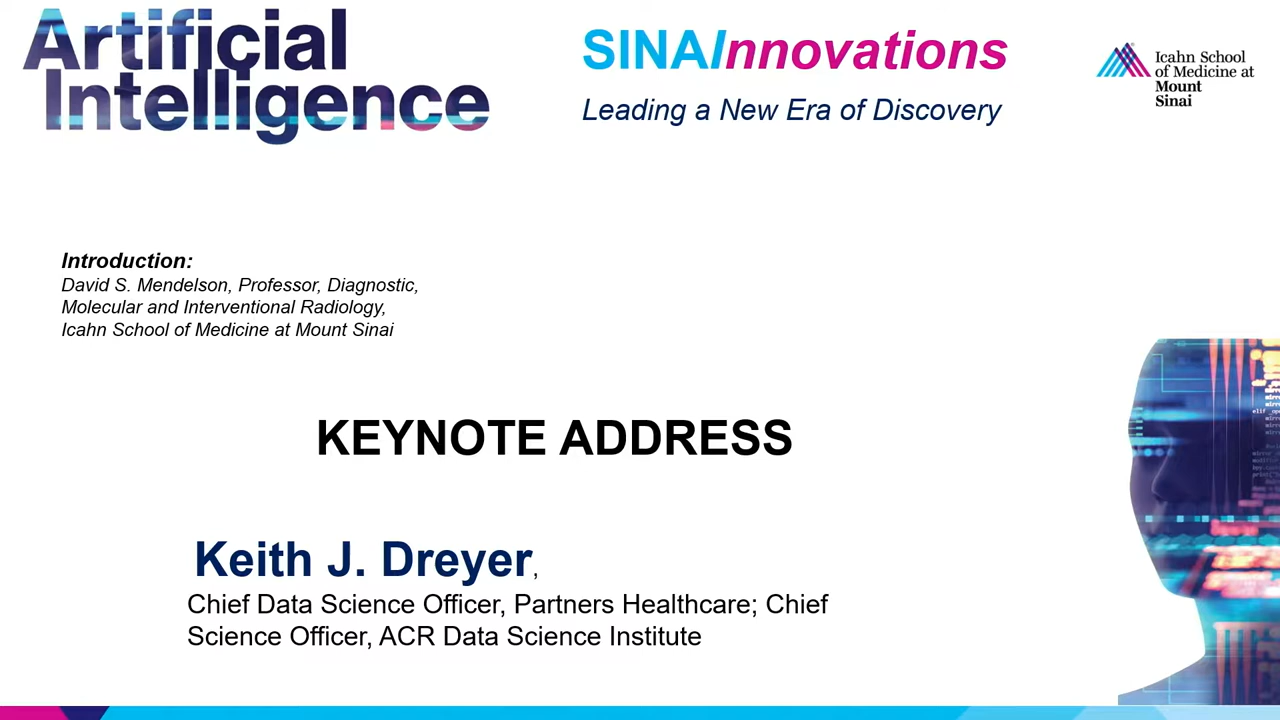 Artificial
Intelligence
SINAInnovations
Leading a New Era of Discovery
Icahn School
of Medicine at
Mount
Sinai
Introduction:
David S. Mendelson, Professor, Diagnostic,
Molecular and Interventional Radiology,
Icahn School of Medicine at Mount Sinai
KEYNOTE ADDRESS
Keith J. Dreyer,
Chief Data Science Officer, Partners Healthcare; Chief
Science Officer, ACR Data Science Institute